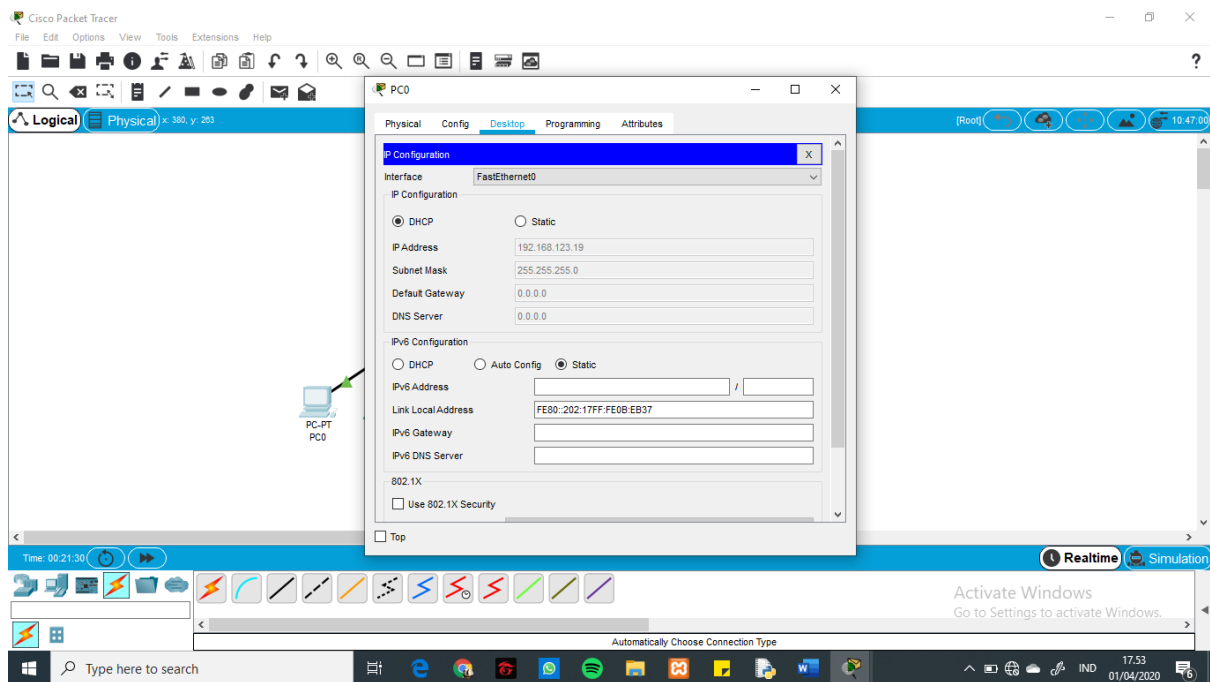 Cisco Packet Tracer
File Edit Options View Tools Extensions Help
?
PC0
Logical Physical x: 380, y: 263 [Root] 10:47:00
Physical Config Desktop Programming Attributes
IP Configuration X
Interface FastEthernet0
IP Configuration
DHCP Static
IP Address 192.168.123.19
Subnet Mask 255.255.255.0
Default Gateway 0.0.0.0
DNS Server 0.0.0.0
IPv6 Configuration
DHCP Auto Config Static
IPv6 Address /
Link Local Address FE80::202:17FF:FE0B:EB37
IPv6 Gateway
IPv6 DNS Server
802.1X
Use 802.1X Security
Top
PC-PT
PC0
Time: 00:21:30 Realtime Simulation
Activate Windows
Go to Settings to activate Windows.
Automatically Choose Connection Type
Type here to search IND 17.53
01/04/2020 6